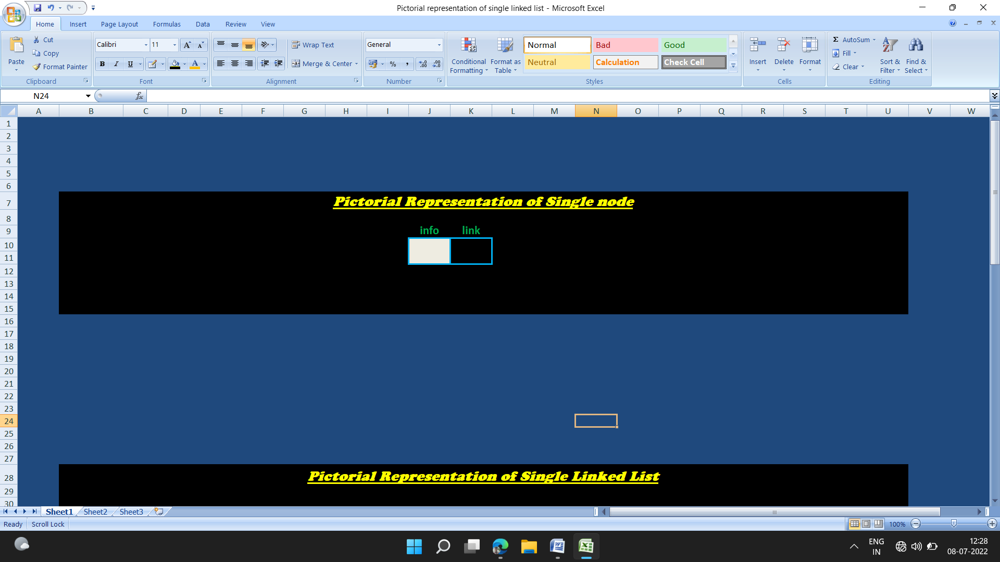 Pictorial representation of single linked list - Microsoft Excel
Home Insert Page Layout Formulas Data Review View
Paste Cut Copy Format Painter Clipboard
Calibri 11 B I U Font
Wrap Text Merge & Center Alignment
General % , Number
Conditional Formatting Format as Table
Normal Bad Good
Neutral Calculation Check Cell
Styles
Insert Delete Format Cells
Σ AutoSum Fill Clear Sort & Filter Find & Select Editing
N24 fx
A B C D E F G H I J K L M N O P Q R S T U V W
1
2
3
4
5
6
7 Pictorial Representation of Single node
8
9 info link
10
11
12
13
14
15
16
17
18
19
20
21
22
23
24
25
26
27
28 Pictorial Representation of Single Linked List
29
30
Sheet1 Sheet2 Sheet3
Ready Scroll Lock 100%
ENG IN 12:28
08-07-2022